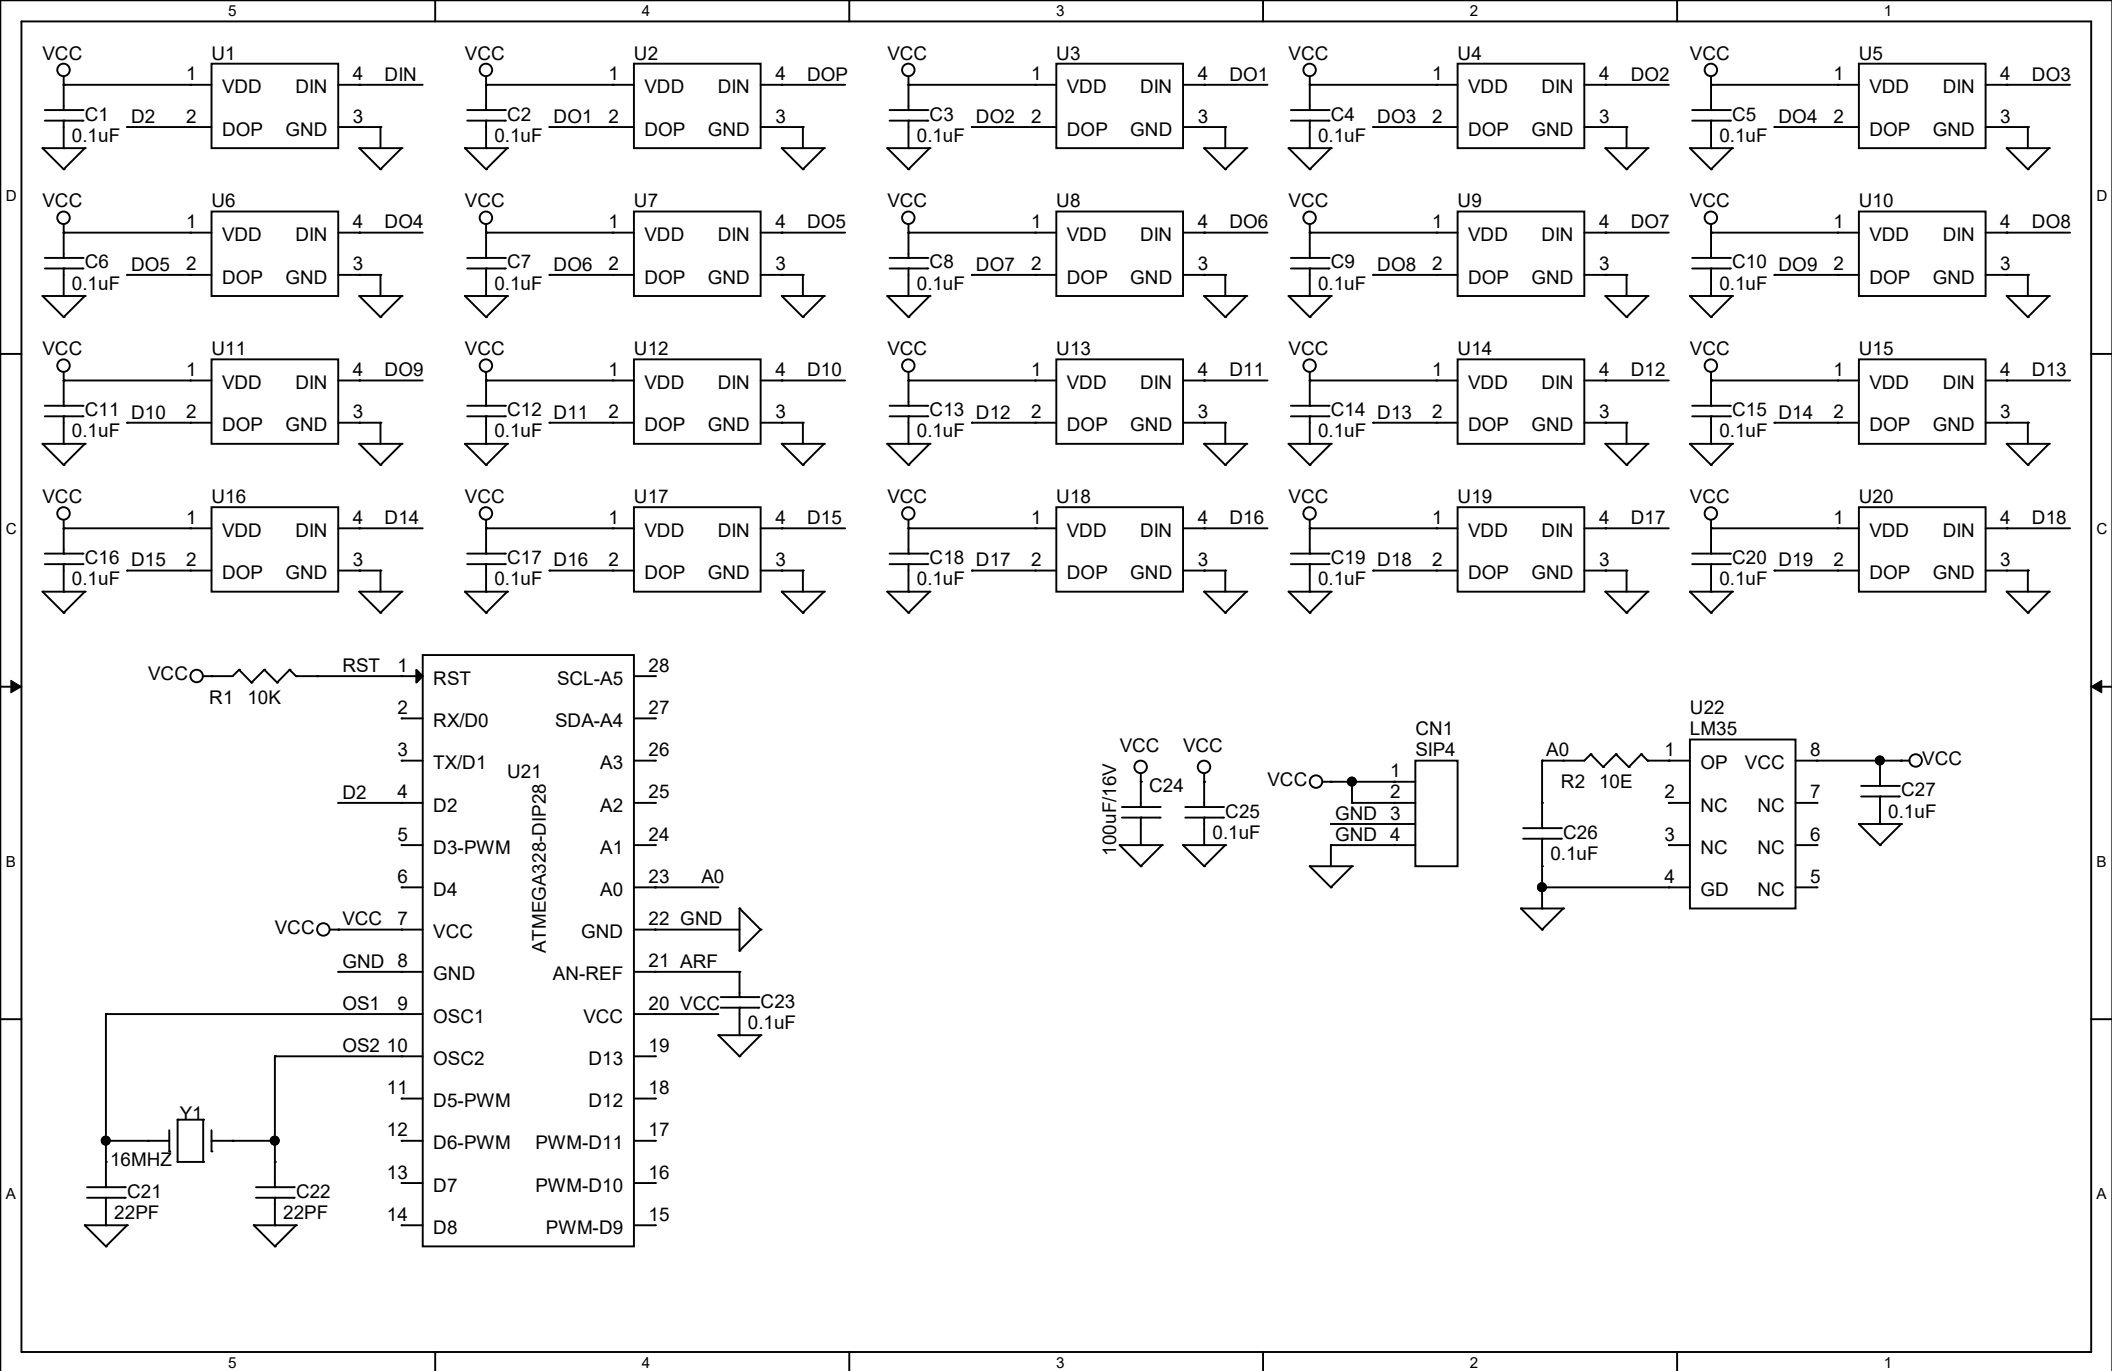 5 4 3 2 1
VCC U1 VCC U2 VCC U3 VCC U4 VCC U5
1 VDD DIN 4 DIN 1 VDD DIN 4 DOP 1 VDD DIN 4 DO1 1 VDD DIN 4 DO2 1 VDD DIN 4 DO3
C1 D2 2 DOP GND 3 C2 DO1 2 DOP GND 3 C3 DO2 2 DOP GND 3 C4 DO3 2 DOP GND 3 C5 DO4 2 DOP GND 3
0.1uF 0.1uF 0.1uF 0.1uF 0.1uF
D D
VCC U6 VCC U7 VCC U8 VCC U9 VCC U10
1 VDD DIN 4 DO4 1 VDD DIN 4 DO5 1 VDD DIN 4 DO6 1 VDD DIN 4 DO7 1 VDD DIN 4 DO8
C6 DO5 2 DOP GND 3 C7 DO6 2 DOP GND 3 C8 DO7 2 DOP GND 3 C9 DO8 2 DOP GND 3 C10 DO9 2 DOP GND 3
0.1uF 0.1uF 0.1uF 0.1uF 0.1uF
VCC U11 VCC U12 VCC U13 VCC U14 VCC U15
1 VDD DIN 4 DO9 1 VDD DIN 4 D10 1 VDD DIN 4 D11 1 VDD DIN 4 D12 1 VDD DIN 4 D13
C11 D10 2 DOP GND 3 C12 D11 2 DOP GND 3 C13 D12 2 DOP GND 3 C14 D13 2 DOP GND 3 C15 D14 2 DOP GND 3
0.1uF 0.1uF 0.1uF 0.1uF 0.1uF
VCC U16 VCC U17 VCC U18 VCC U19 VCC U20
C C
1 VDD DIN 4 D14 1 VDD DIN 4 D15 1 VDD DIN 4 D16 1 VDD DIN 4 D17 1 VDD DIN 4 D18
C16 D15 2 DOP GND 3 C17 D16 2 DOP GND 3 C18 D17 2 DOP GND 3 C19 D18 2 DOP GND 3 C20 D19 2 DOP GND 3
0.1uF 0.1uF 0.1uF 0.1uF 0.1uF
VCC R1 10K RST 1 RST SCL-A5 28
2 RX/D0 SDA-A4 27
3 TX/D1 A3 26
U21
ATMEGA328-DIP28
D2 4 D2 A2 25
5 D3-PWM A1 24
6 D4 A0 23 A0
VCC VCC 7 VCC GND 22 GND
GND 8 GND AN-REF 21 ARF
OS1 9 OSC1 VCC 20 VCC C23
0.1uF
OS2 10 OSC2 D13 19
11 D5-PWM D12 18
12 D6-PWM PWM-D11 17
13 D7 PWM-D10 16
14 D8 PWM-D9 15
Y1
16MHZ
C21 C22
22PF 22PF
VCC VCC
C24
100uF/16V
C25
0.1uF
CN1
SIP4
VCC 1
2
GND 3
GND 4
U22
LM35
A0 R2 10E 1 OP VCC 8 VCC
2 NC NC 7 C27
0.1uF
C26 3 NC NC 6
0.1uF
4 GD NC 5
B B
A A
5 4 3 2 1